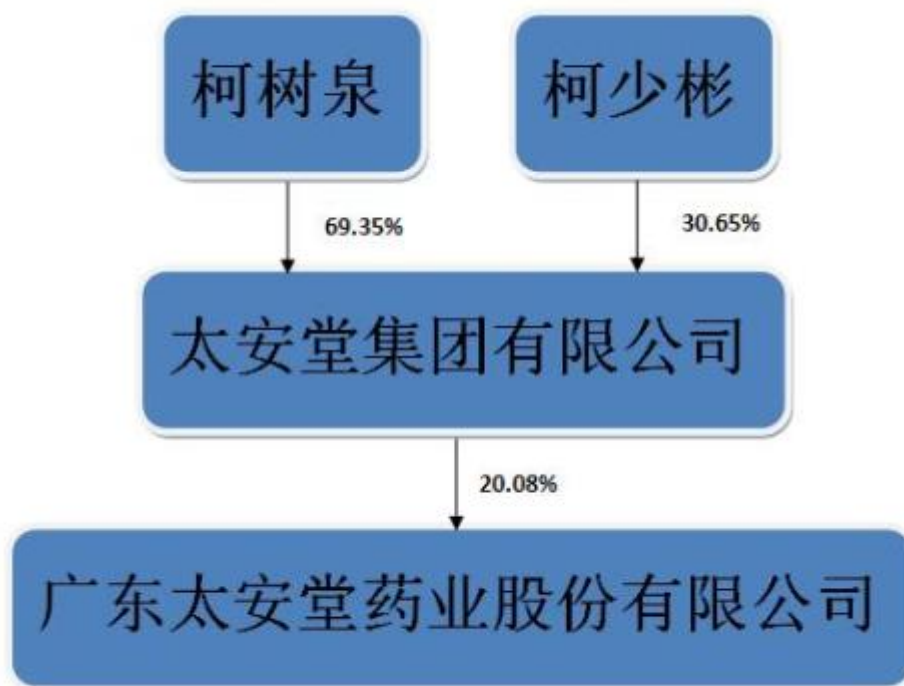 柯树泉
柯少彬
69.35%
30.65%
太安堂集团有限公司
20.08%
广东太安堂药业股份有限公司